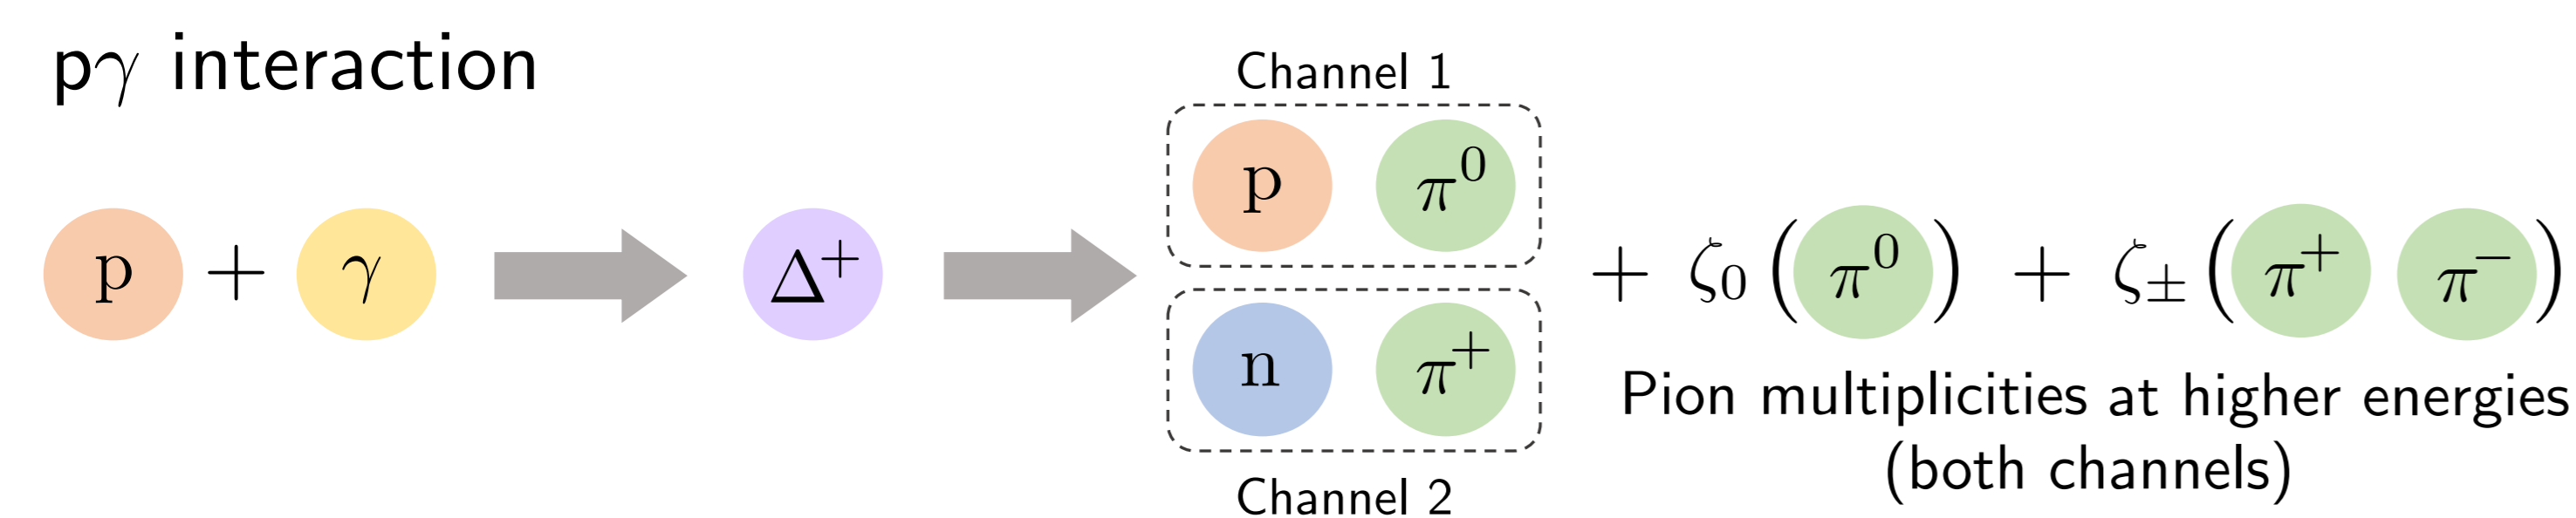 pγ interaction
Channel 1
p π⁰
p + γ Δ⁺ + ζ₀ (π⁰) + ζ± (π⁺ π⁻)
n π⁺
Pion multiplicities at higher energies
(both channels)
Channel 2